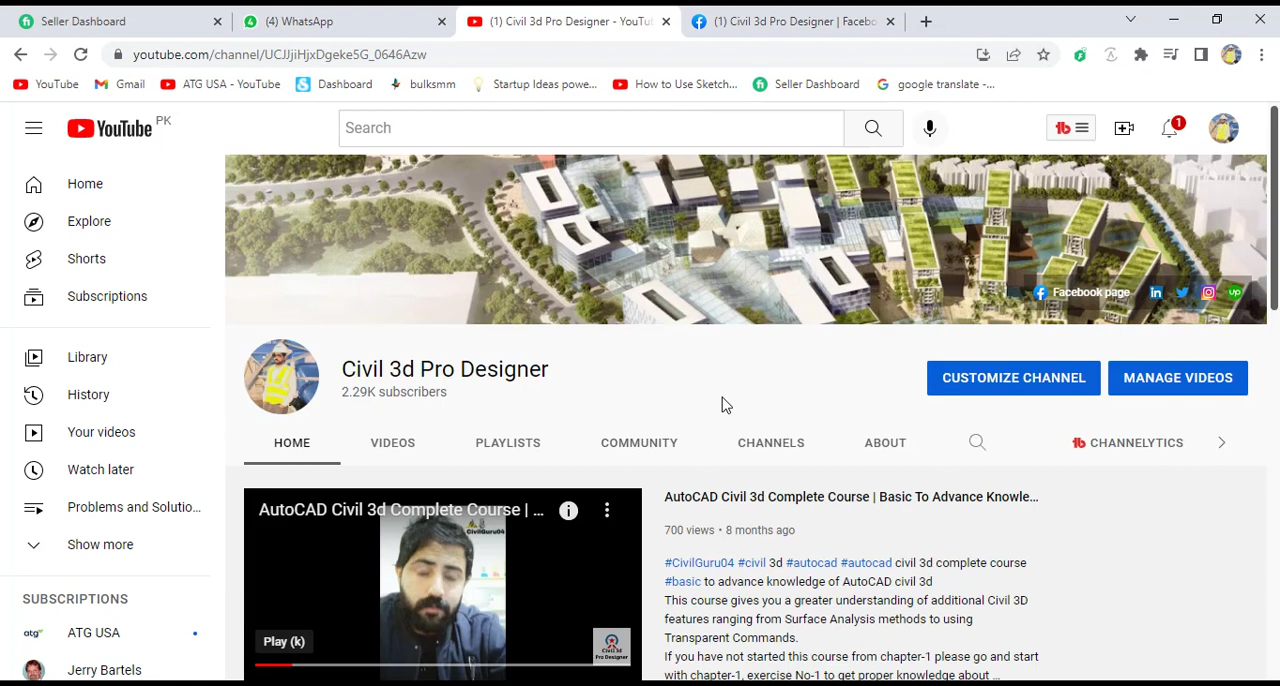 Seller Dashboard
(4) WhatsApp
(1) Civil 3d Pro Designer - YouTu
(1) Civil 3d Pro Designer | Facebo
youtube.com/channel/UCJJjiHjxDgeke5G_0646Azw
YouTube
Gmail
ATG USA - YouTube
Dashboard
bulksmm
Startup Ideas powe...
How to Use Sketch...
Seller Dashboard
google translate -...
YouTube PK
Search
1
Home
Explore
Shorts
Subscriptions
Library
History
Your videos
Watch later
Problems and Solutio...
Show more
SUBSCRIPTIONS
ATG USA
Jerry Bartels
Facebook page
Civil 3d Pro Designer
2.29K subscribers
CUSTOMIZE CHANNEL
MANAGE VIDEOS
HOME
VIDEOS
PLAYLISTS
COMMUNITY
CHANNELS
ABOUT
CHANNELYTICS
AutoCAD Civil 3d Complete Course | ...
CivilGuru04
Play (k)
Civil 3d
Pro Designer
AutoCAD Civil 3d Complete Course | Basic To Advance Knowle...
700 views • 8 months ago
#CivilGuru04 #civil 3d #autocad #autocad civil 3d complete course
#basic to advance knowledge of AutoCAD civil 3d
This course gives you a greater understanding of additional Civil 3D
features ranging from Surface Analysis methods to using
Transparent Commands.
If you have not started this course from chapter-1 please go and start
with chapter-1, exercise No-1 to get proper knowledge about ...